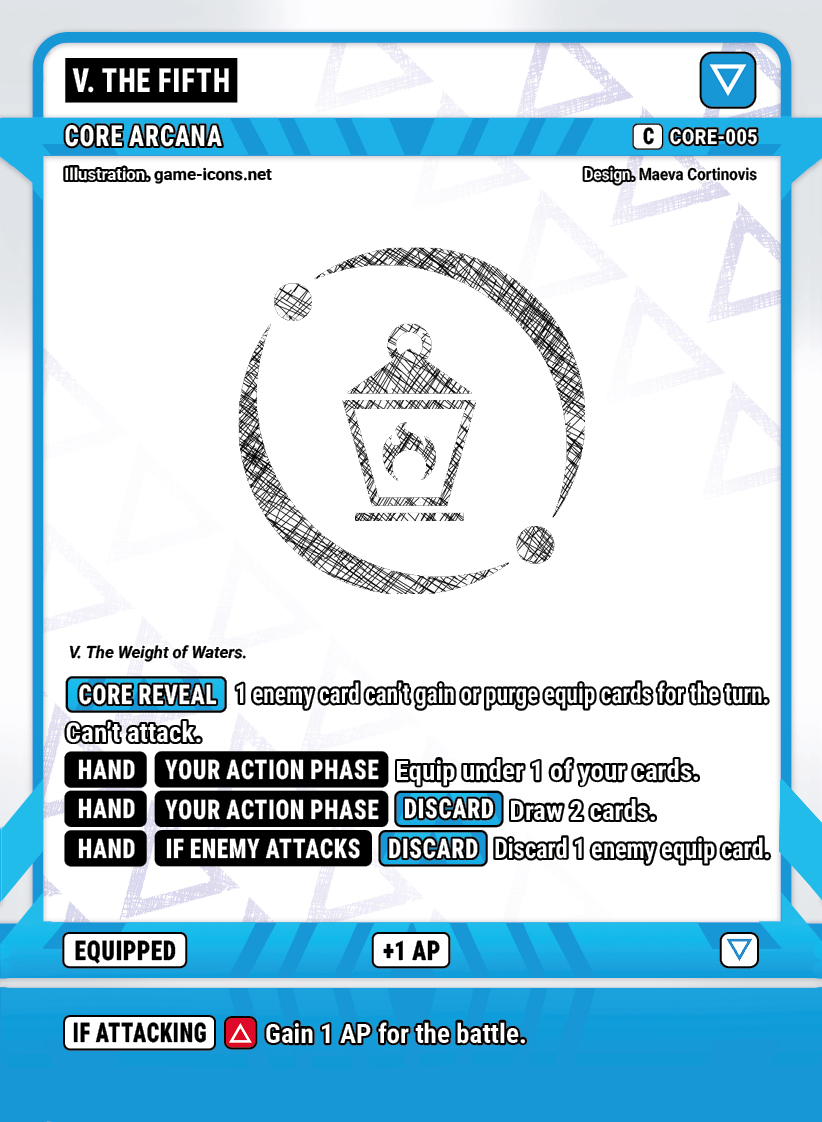 V. THE FIFTH
CORE ARCANA
C CORE-005
Illustration. game-icons.net
Design. Maeva Cortinovis
V. The Weight of Waters.
CORE REVEAL 1 enemy card can't gain or purge equip cards for the turn.
Can't attack.
HAND YOUR ACTION PHASE Equip under 1 of your cards.
HAND YOUR ACTION PHASE DISCARD Draw 2 cards.
HAND IF ENEMY ATTACKS DISCARD Discard 1 enemy equip card.
EQUIPPED +1 AP
IF ATTACKING Gain 1 AP for the battle.